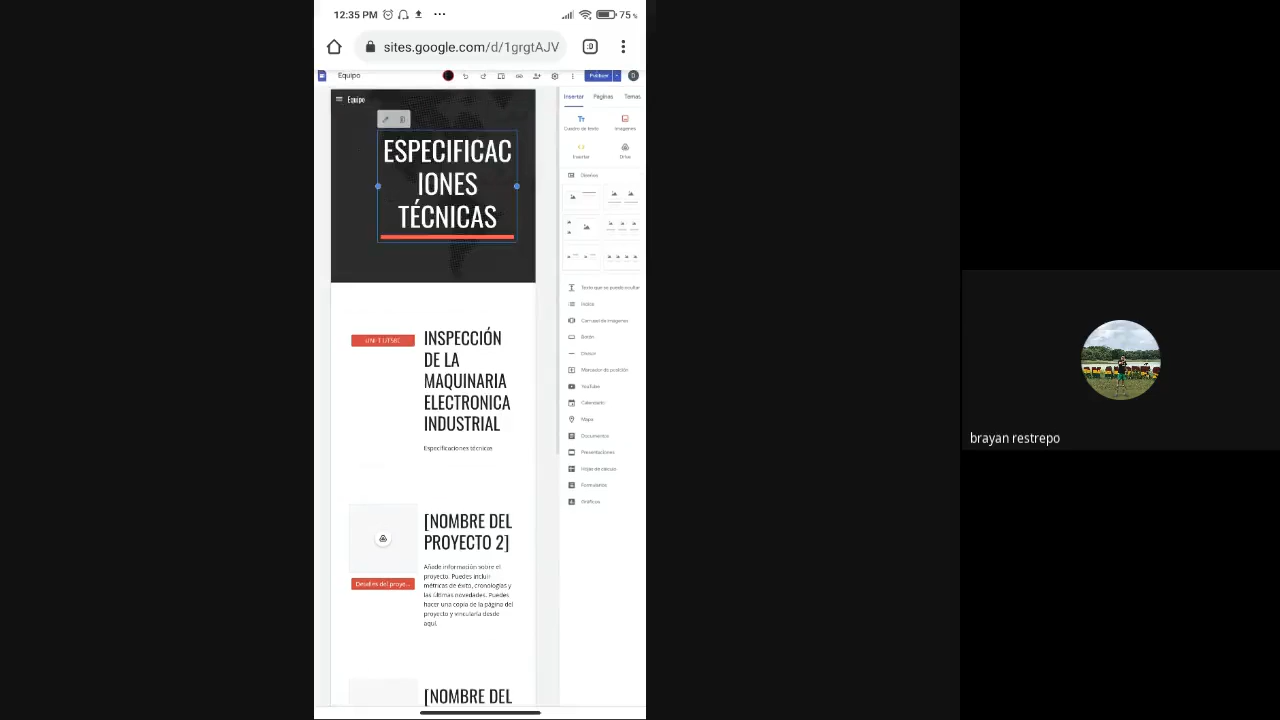 12:35 PM
75 %
sites.google.com/d/1grgtAJV
:D
Equipo
Publicar
D
Equipo
ESPECIFICAC
IONES
TÉCNICAS
INSPECCIÓN
DE LA
MAQUINARIA
ELECTRONICA
INDUSTRIAL
Especificaciones técnicas
[NOMBRE DEL
PROYECTO 2]
Detalles del proye...
Añade información sobre el
proyecto. Puedes incluir
métricas de éxito, cronologías y
las últimas novedades. Puedes
hacer una copia de la página del
proyecto y vincularla desde
aquí.
[NOMBRE DEL
Insertar
Páginas
Temas
Tt
Cuadro de texto
Imágenes
Insertar
Drive
Diseños
Texto que se puede ocultar
Índice
Carrusel de imágenes
Botón
Divisor
Marcador de posición
YouTube
Calendario
Mapa
Documentos
Presentaciones
Hojas de cálculo
Formularios
Gráficos
brayan restrepo